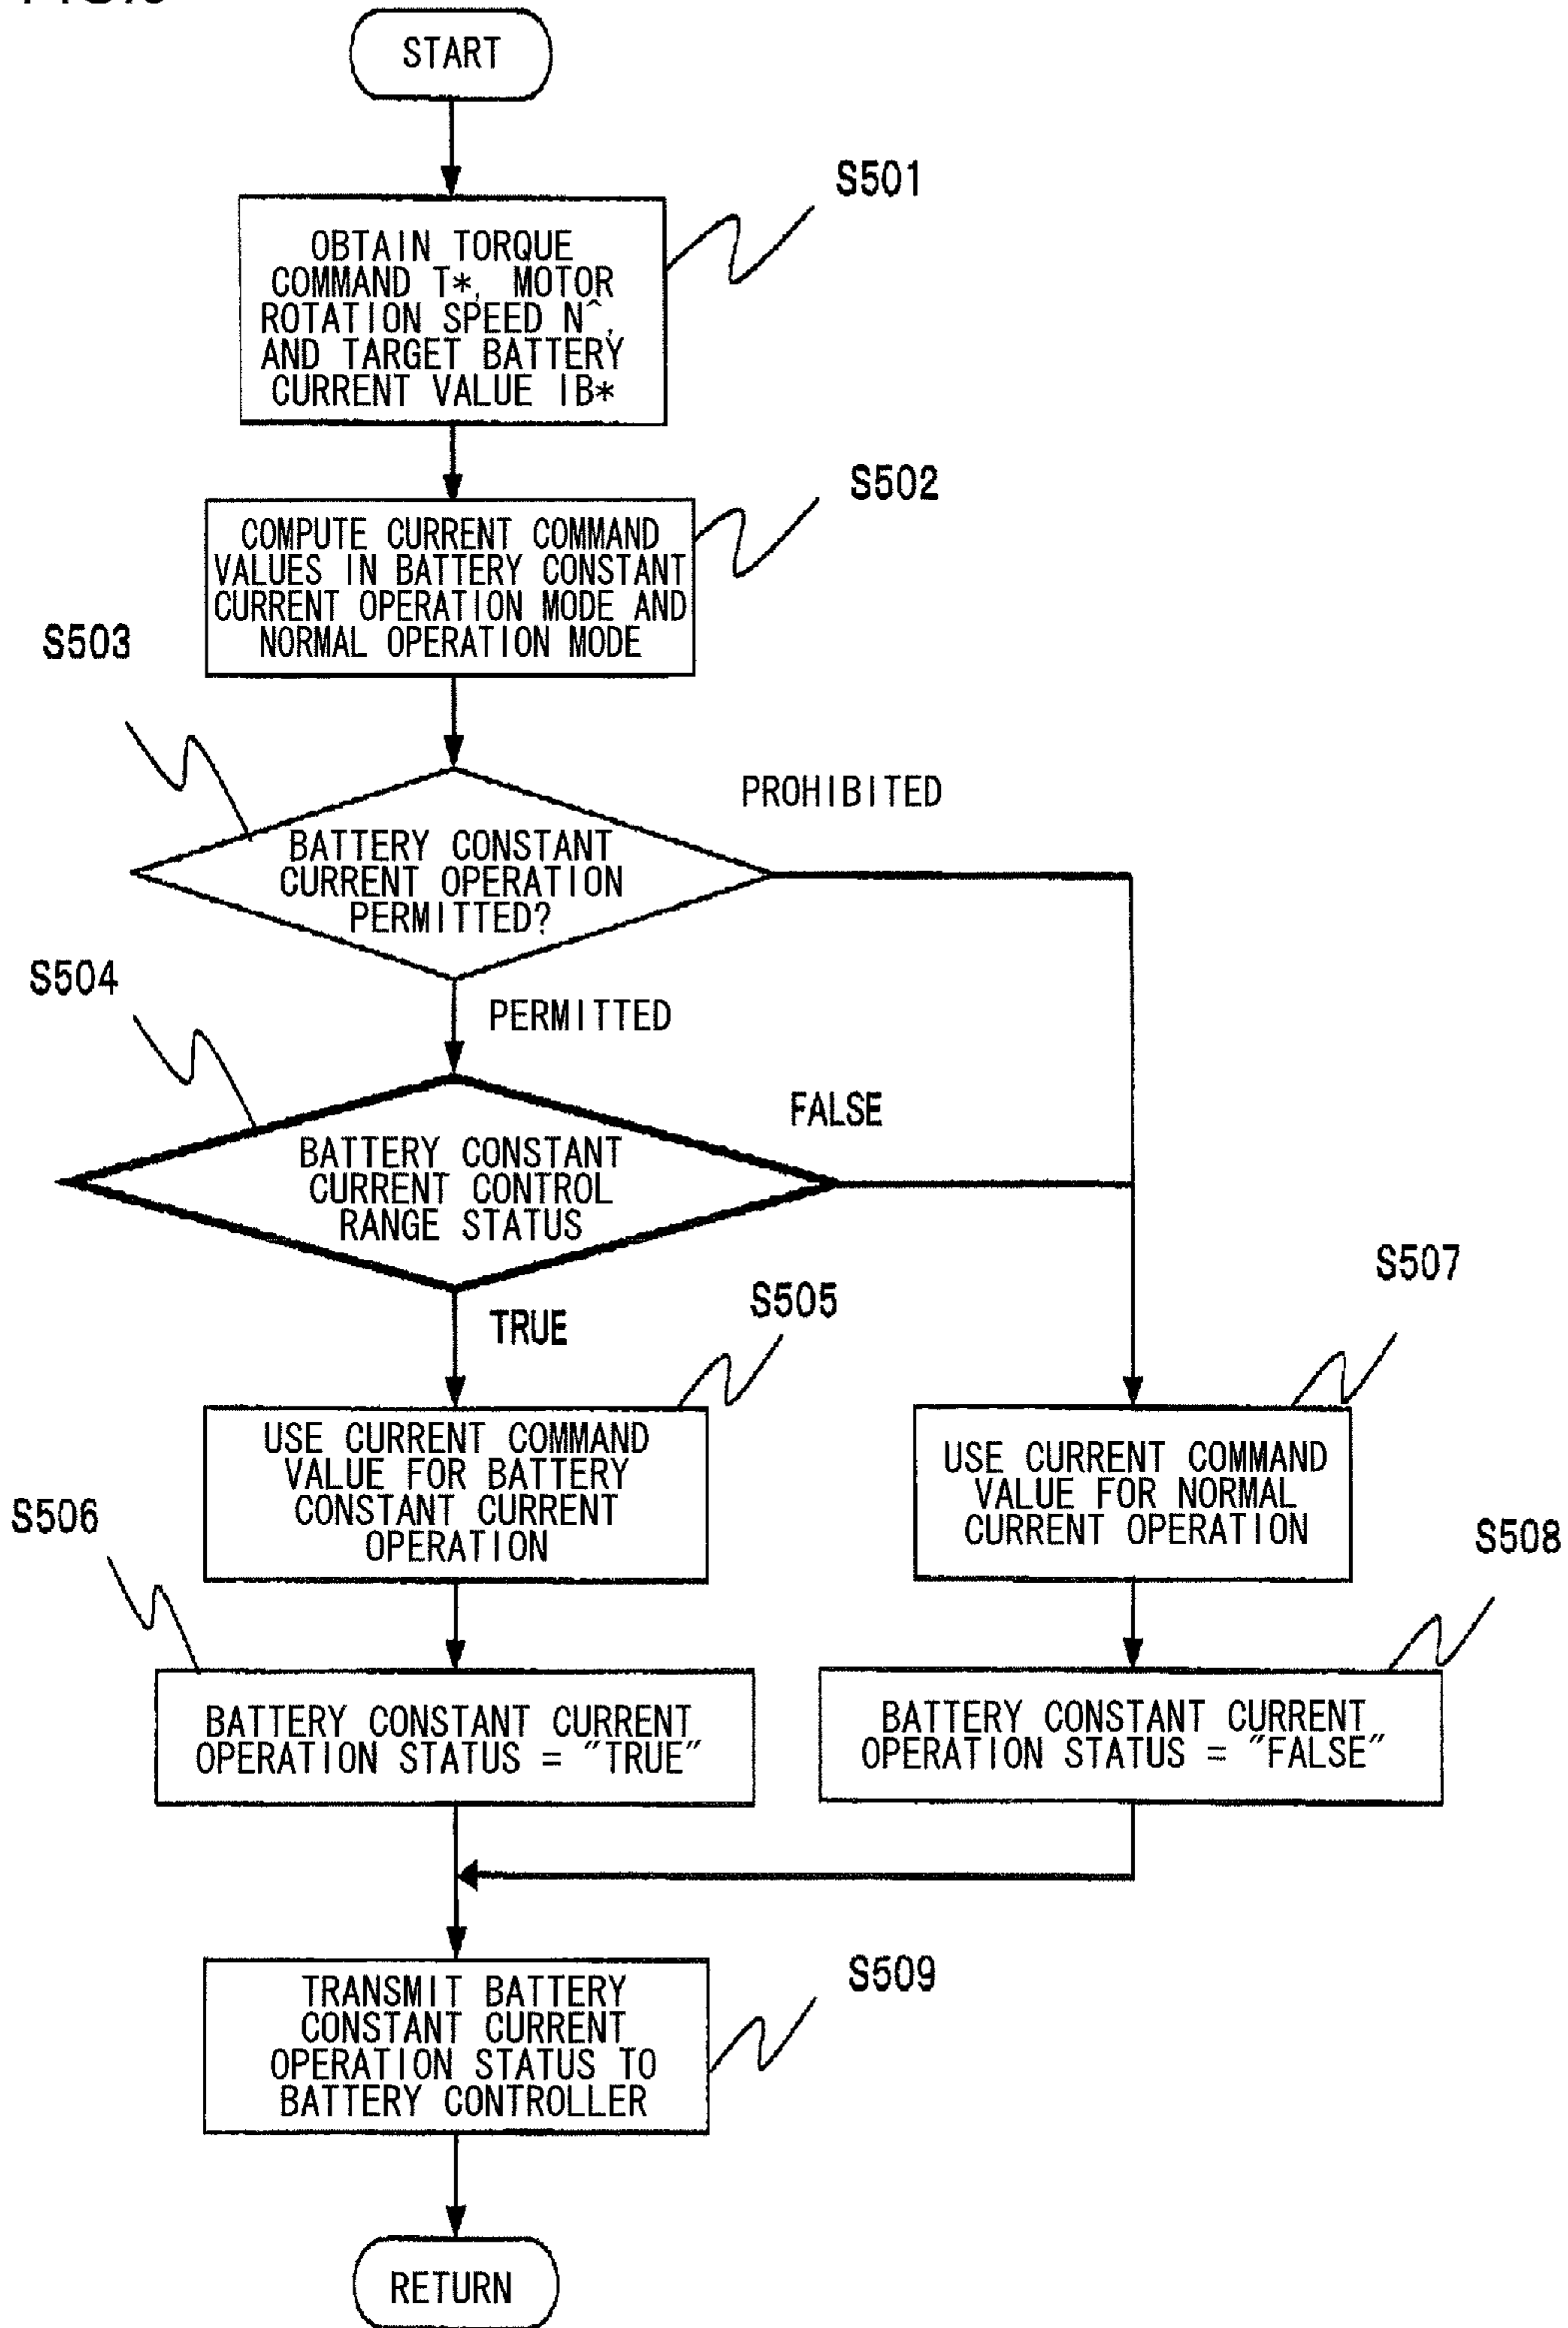 START
S501
OBTAIN TORQUE
COMMAND T*, MOTOR
ROTATION SPEED N^,
AND TARGET BATTERY
CURRENT VALUE IB*
S502
COMPUTE CURRENT COMMAND
VALUES IN BATTERY CONSTANT
CURRENT OPERATION MODE AND
NORMAL OPERATION MODE
S503
PROHIBITED
BATTERY CONSTANT
CURRENT OPERATION
PERMITTED?
S504
PERMITTED
FALSE
BATTERY CONSTANT
CURRENT CONTROL
RANGE STATUS
TRUE
S505
S507
USE CURRENT COMMAND
VALUE FOR BATTERY
CONSTANT CURRENT
OPERATION
USE CURRENT COMMAND
VALUE FOR NORMAL
CURRENT OPERATION
S506
S508
BATTERY CONSTANT CURRENT
OPERATION STATUS = "TRUE"
BATTERY CONSTANT CURRENT
OPERATION STATUS = "FALSE"
S509
TRANSMIT BATTERY
CONSTANT CURRENT
OPERATION STATUS TO
BATTERY CONTROLLER
RETURN